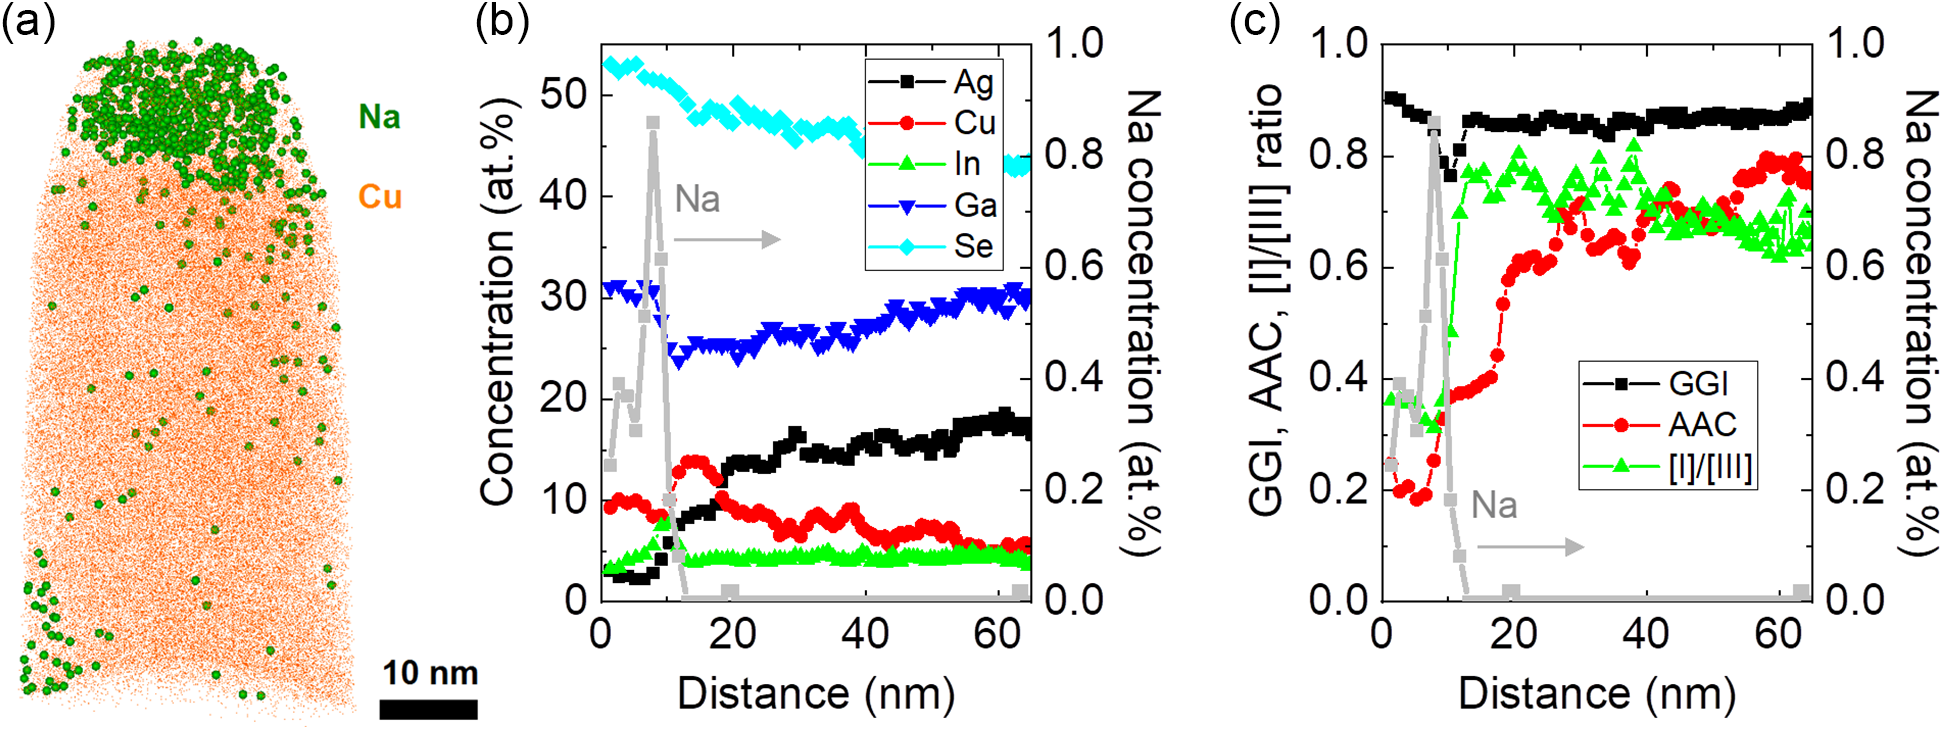 (a)
Na
Cu
10 nm
(b)
Concentration (at.%)
50
40
30
20
10
0
0 20 40 60
Distance (nm)
Na
Ag
Cu
In
Ga
Se
1.0
0.8
0.6
0.4
0.2
0.0
Na concentration (at.%)
(c)
GGI, AAC, [I]/[III] ratio
1.0
0.8
0.6
0.4
0.2
0.0
0 20 40 60
Distance (nm)
GGI
AAC
[I]/[III]
Na
1.0
0.8
0.6
0.4
0.2
0.0
Na concentration (at.%)